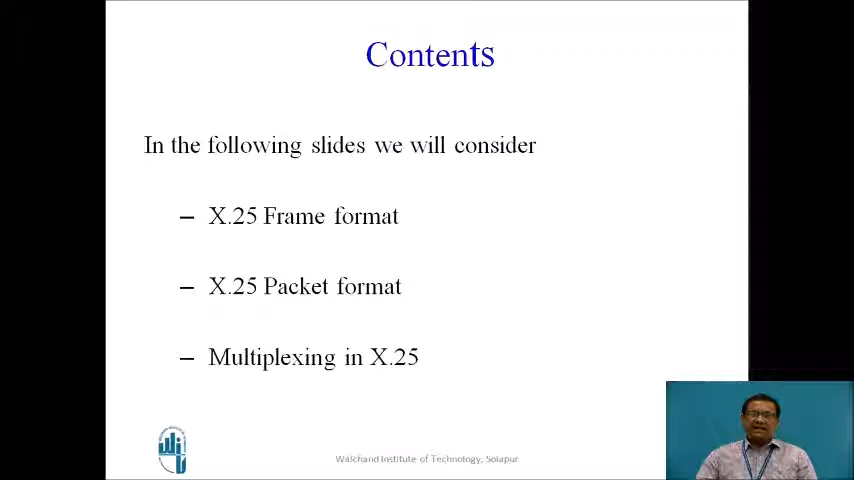 Contents
In the following slides we will consider
– X.25 Frame format
– X.25 Packet format
– Multiplexing in X.25
Walchand Institute of Technology, Solapur